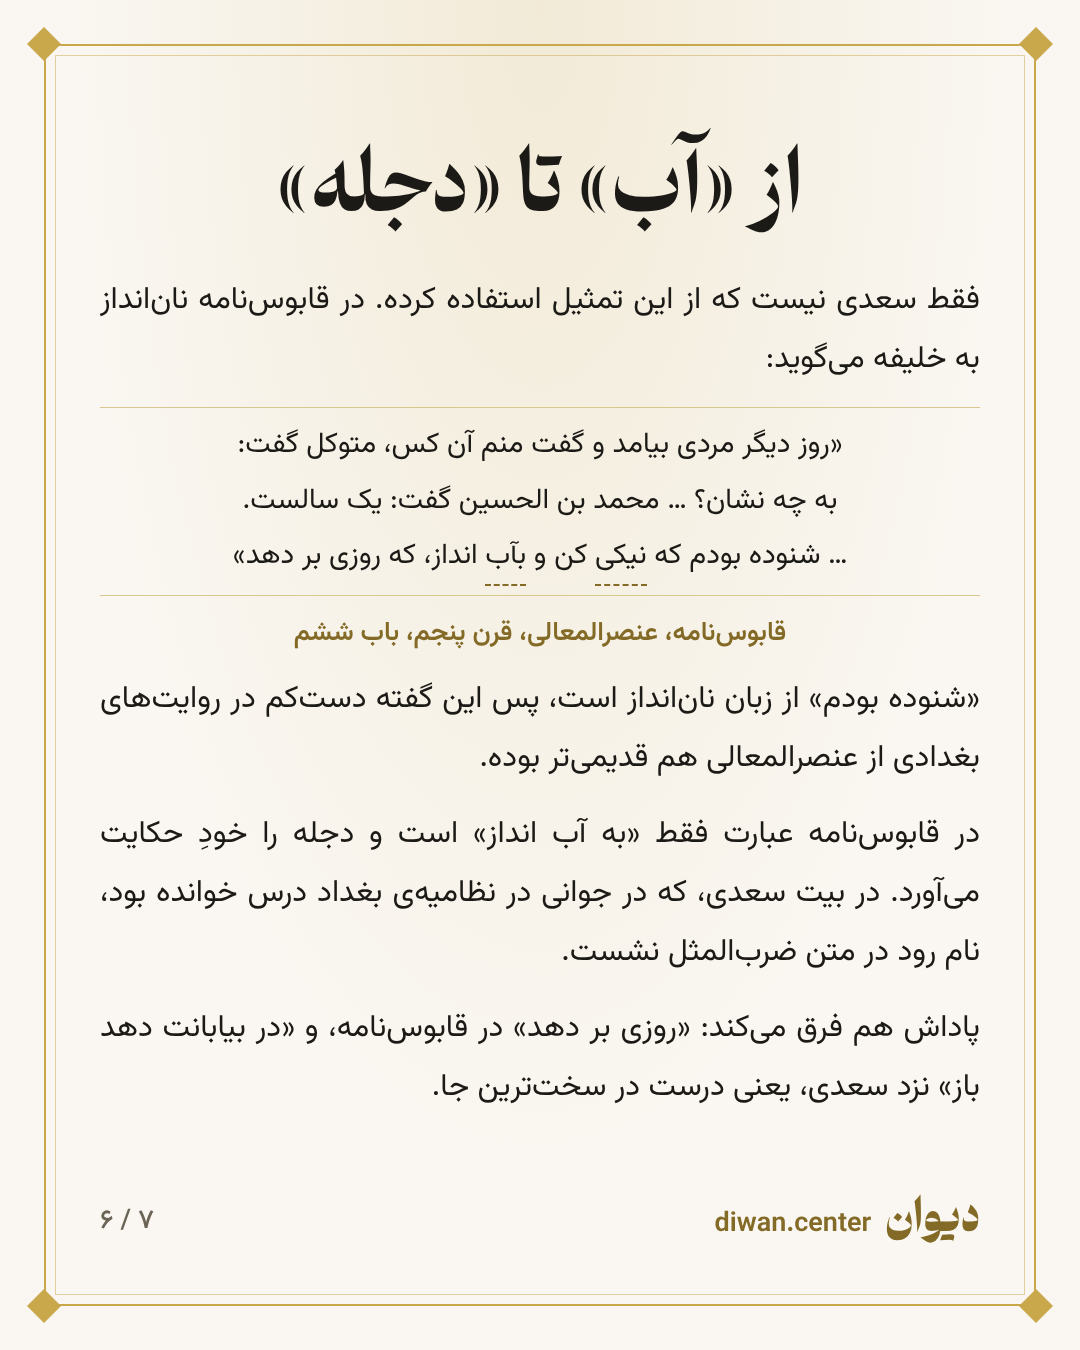 از «آب» تا «دجله»
فقط سعدی نیست که از این تمثیل استفاده کرده. در قابوس‌نامه نان‌انداز
به خلیفه می‌گوید:
«روز دیگر مردی بیامد و گفت منم آن کس، متوکل گفت:
به چه نشان؟ ... محمد بن الحسین گفت: یک سالست.
... شنوده بودم که نیکی کن و بآب انداز، که روزی بر دهد»
قابوس‌نامه، عنصرالمعالی، قرن پنجم، باب ششم
«شنوده بودم» از زبان نان‌انداز است، پس این گفته دست‌کم در روایت‌های
بغدادی از عنصرالمعالی هم قدیمی‌تر بوده.
در قابوس‌نامه عبارت فقط «به آب انداز» است و دجله را خودِ حکایت
می‌آورد. در بیت سعدی، که در جوانی در نظامیه‌ی بغداد درس خوانده بود،
نام رود در متن ضرب‌المثل نشست.
پاداش هم فرق می‌کند: «روزی بر دهد» در قابوس‌نامه، و «در بیابانت دهد
باز» نزد سعدی، یعنی درست در سخت‌ترین جا.
دیوان diwan.center
۶ / ۷